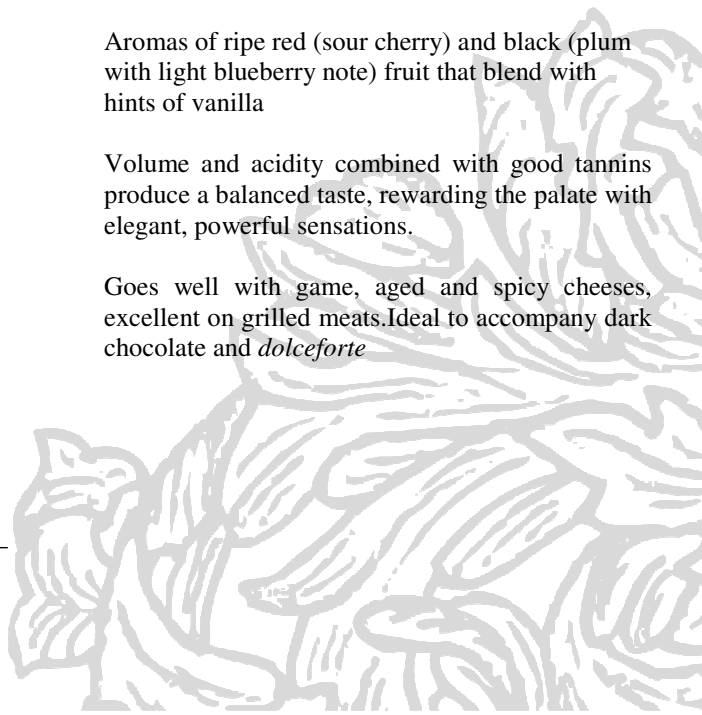 Aromas of ripe red (sour cherry) and black (plum
with light blueberry note) fruit that blend with
hints of vanilla
Volume and acidity combined with good tannins
produce a balanced taste, rewarding the palate with
elegant, powerful sensations.
Goes well with game, aged and spicy cheeses,
excellent on grilled meats.Ideal to accompany dark
chocolate and dolceforte